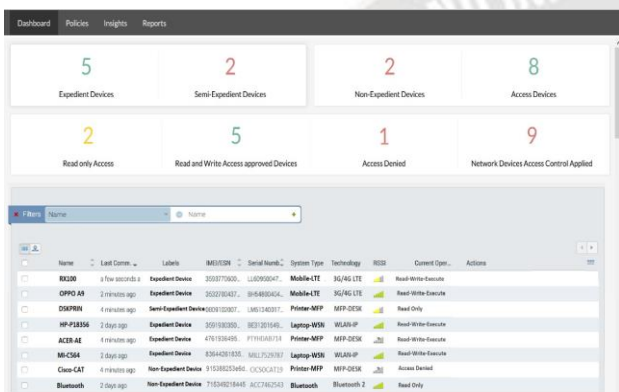 Dashboard Policies Insights Reports
5 2 2 8
Expedient Devices Semi-Expedient Devices Non-Expedient Devices Access Devices
2 5 1 9
Read only Access Read and Write Access approved Devices Access Denied Network Devices Access Control Applied
Filters Name Name
Name Last Comm... Labels IMEI/ESN Serial Numb... System Type Technology RSSI Current Oper... Actions
RX100 a few seconds a Expedient Device Mobile-LTE 3G/4G LTE Read-Write-Execute
OPPO A9 2 minutes ago Expedient Device Mobile-LTE 3G/4G LTE Read-Write-Execute
DSKPRIN 4 minutes ago Semi-Expedient Device Printer-MFP MFP-DESK Read Only
HP-P18356 2 days ago Expedient Device Laptop-WSN WLAN-IP Read-Write-Execute
ACER-AE 4 minutes ago Expedient Device Printer-MFP MFP-DESK Read-Write-Execute
MI-C564 2 days ago Expedient Device Laptop-WSN WLAN-IP Read-Write-Execute
Cisco-CAT 4 minutes ago Non-Expedient Device Printer-MFP MFP-DESK Access Denied
Bluetooth 2 days ago Non-Expedient Device 715349218445 ACC7462543 Bluetooth Bluetooth 2 Read Only